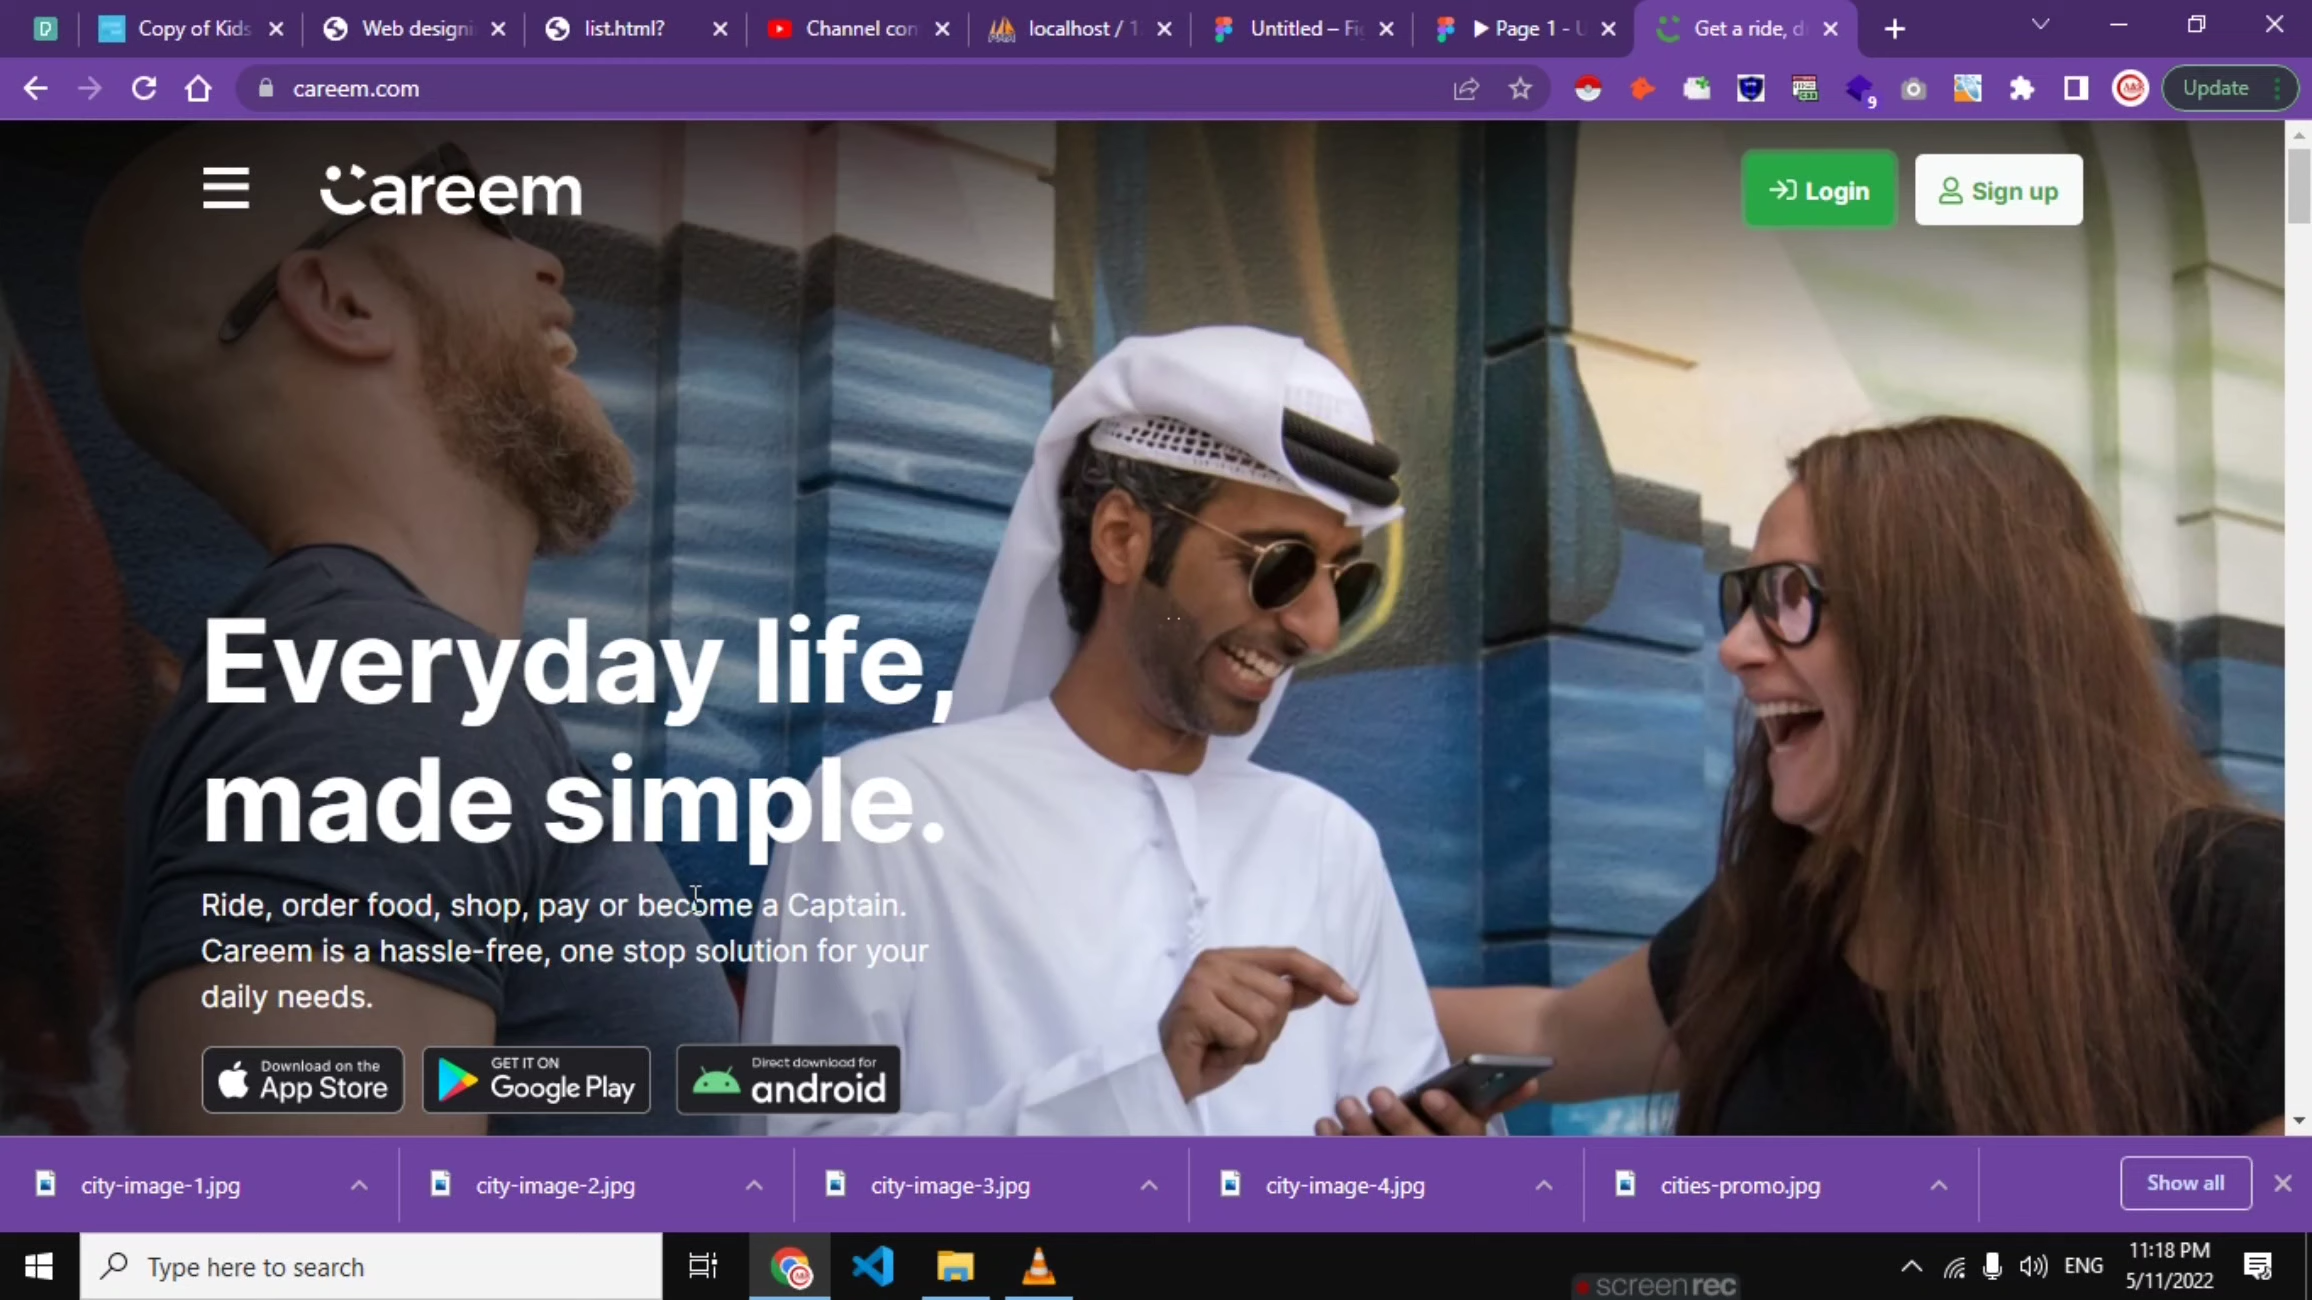 Copy of Kids
Web designi
list.html?
Channel con
localhost / 1
Untitled – Fi
Page 1 - U
Get a ride, d
careem.com
9
Update
Careem
Login
Sign up
Everyday life,
made simple.
Ride, order food, shop, pay or become a Captain.
Careem is a hassle-free, one stop solution for your
daily needs.
Download on the
App Store
GET IT ON
Google Play
Direct download for
android
city-image-1.jpg
city-image-2.jpg
city-image-3.jpg
city-image-4.jpg
cities-promo.jpg
Show all
Type here to search
ENG
11:18 PM
5/11/2022
screenrec